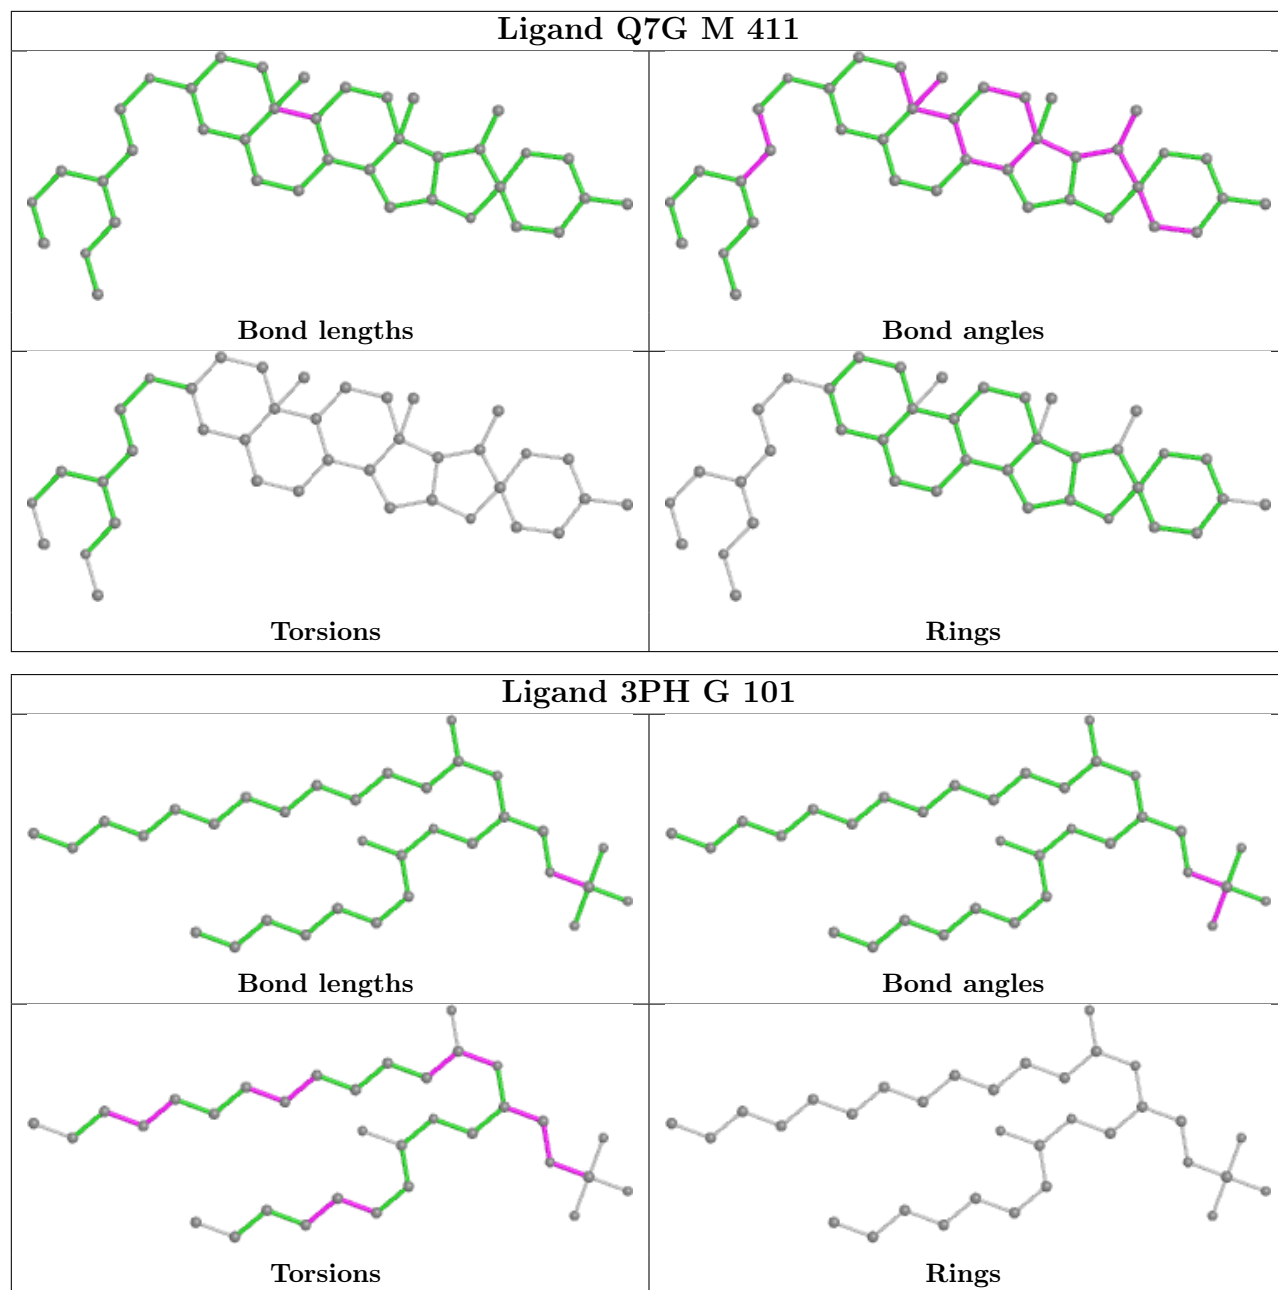 Ligand Q7G M 411
Bond lengths
Bond angles
Torsions
Rings
Ligand 3PH G 101
Bond lengths
Bond angles
Torsions
Rings